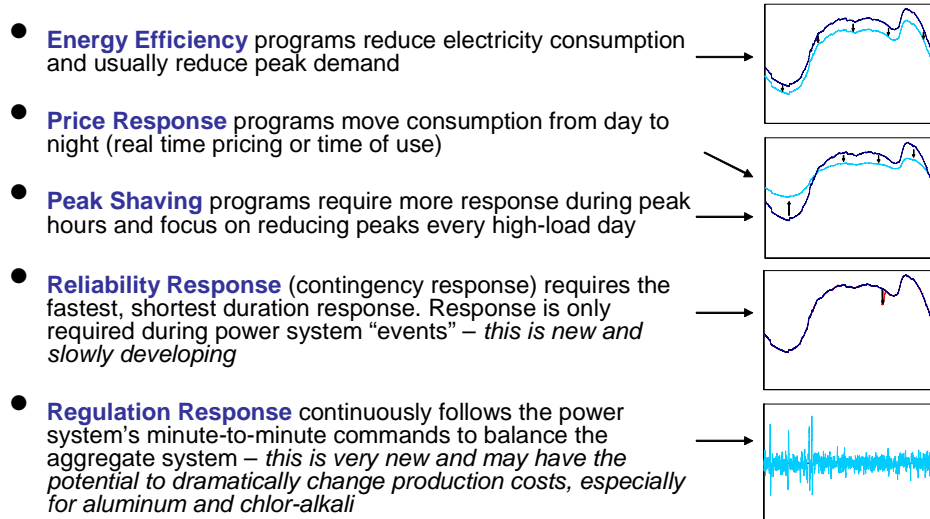 • Energy Efficiency programs reduce electricity consumption
and usually reduce peak demand
• Price Response programs move consumption from day to
night (real time pricing or time of use)
• Peak Shaving programs require more response during peak
hours and focus on reducing peaks every high-load day
• Reliability Response (contingency response) requires the
fastest, shortest duration response. Response is only
required during power system “events” – this is new and
slowly developing
• Regulation Response continuously follows the power
system’s minute-to-minute commands to balance the
aggregate system – this is very new and may have the
potential to dramatically change production costs, especially
for aluminum and chlor-alkali